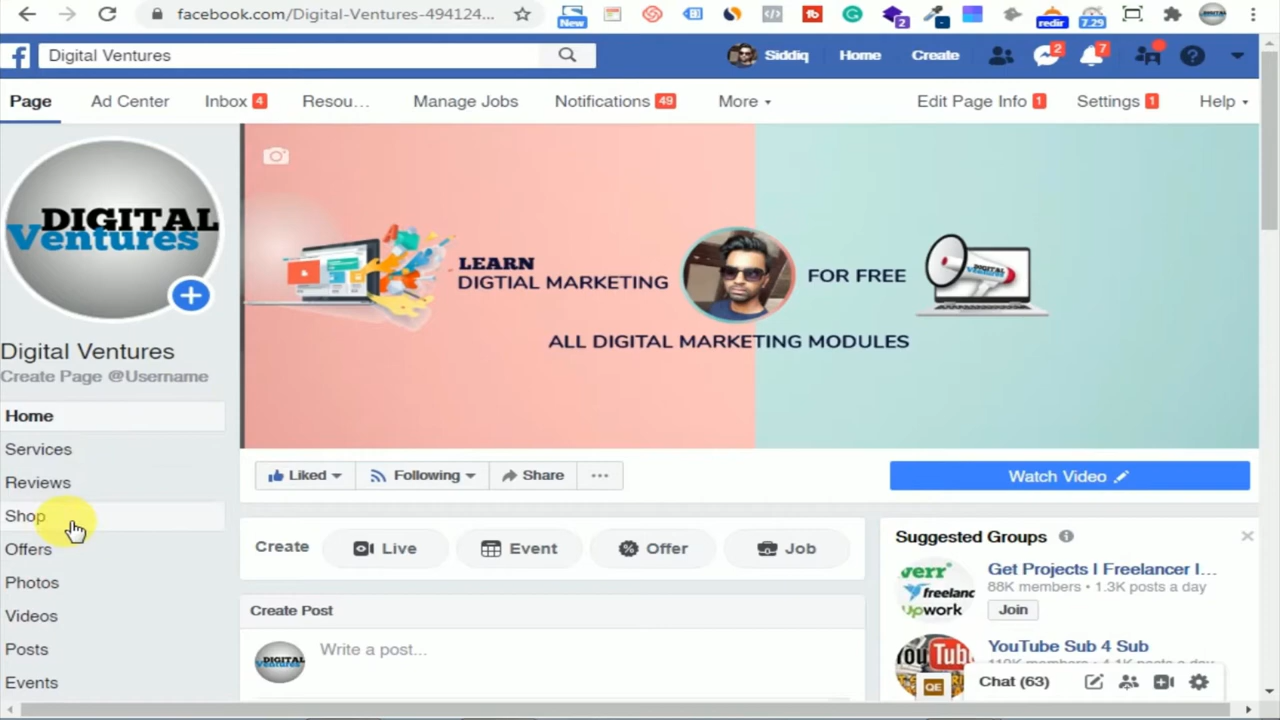 facebook.com/Digital-Ventures-494124...
New
2
redir
7.29
Digital Ventures
Siddiq
Home
Create
2
7
Page
Ad Center
Inbox 4
Resou...
Manage Jobs
Notifications 49
More
Edit Page Info 1
Settings 1
Help
DIGITAL
Ventures
LEARN
DIGTIAL MARKETING
FOR FREE
ALL DIGITAL MARKETING MODULES
Digital Ventures
Create Page @Username
Home
Services
Reviews
Shop
Offers
Photos
Videos
Posts
Events
Liked
Following
Share
Watch Video
Create
Live
Event
Offer
Job
Create Post
Write a post...
Suggested Groups
Get Projects I Freelancer I...
88K members • 1.3K posts a day
Join
YouTube Sub 4 Sub
Chat (63)